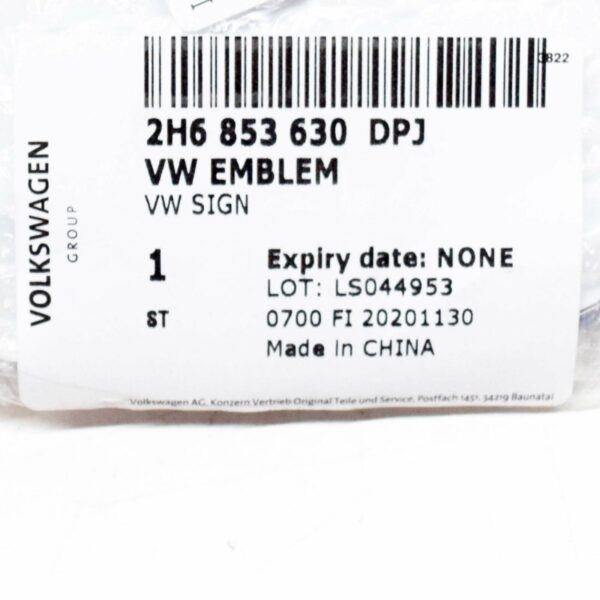 3822
2H6 853 630 DPJ
VW EMBLEM
VW SIGN
VOLKSWAGEN
GROUP
1
Expiry date: NONE
LOT: LS044953
ST
0700 FI 20201130
Made in CHINA
Volkswagen AG, Konzern Vertrieb Original Teile und Service, Postfach 1451, 34219 Baunatal